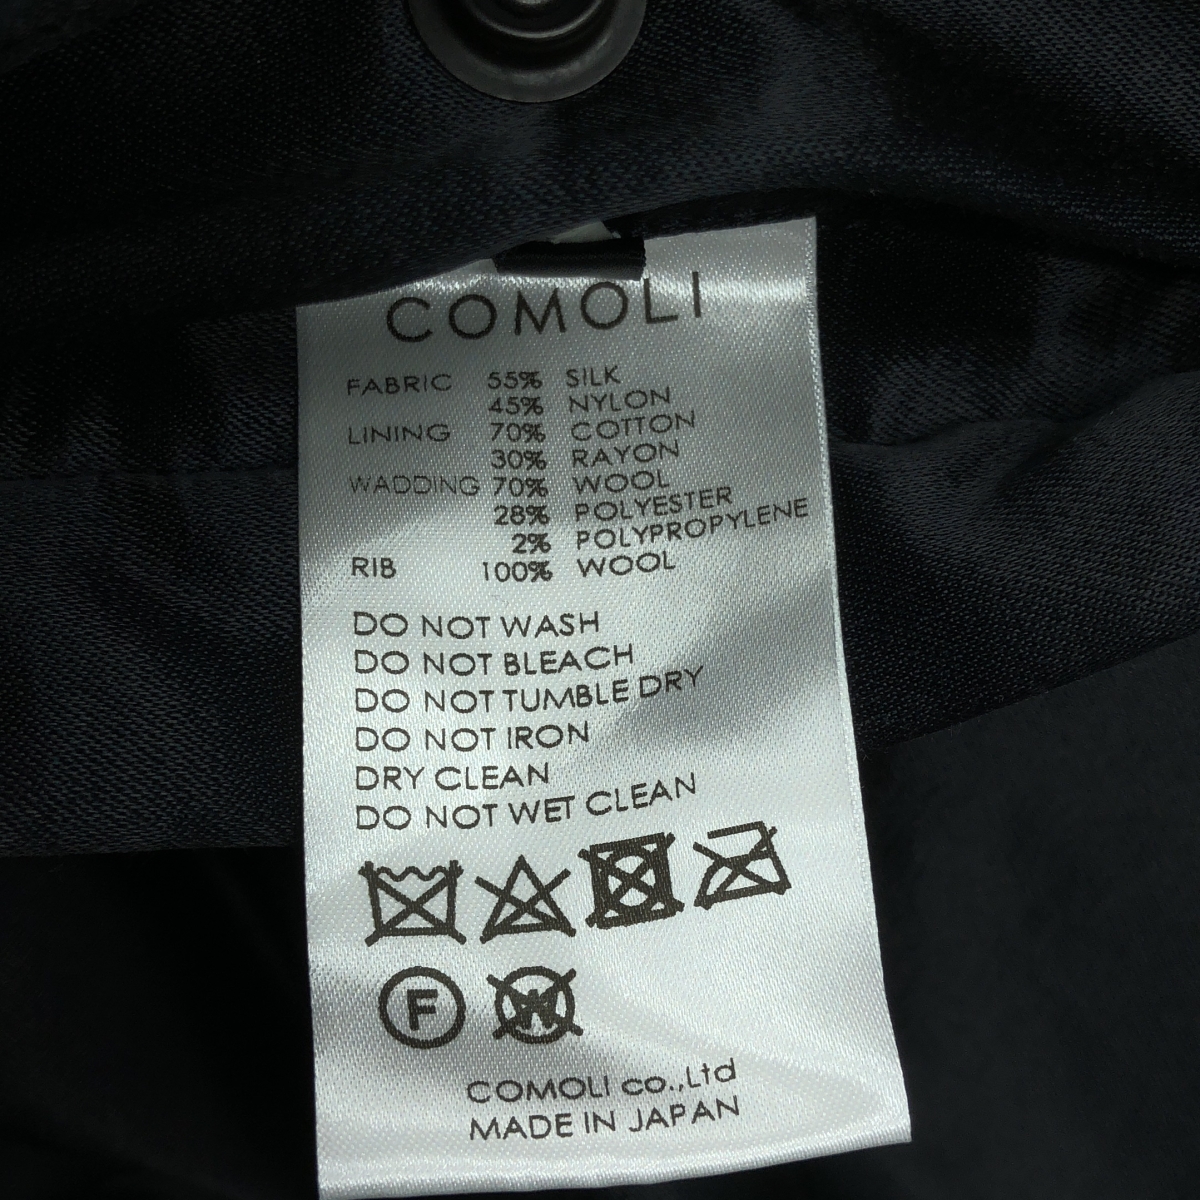 COMOLI
FABRIC 55% SILK
45% NYLON
LINING 70% COTTON
30% RAYON
WADDING 70% WOOL
28% POLYESTER
2% POLYPROPYLENE
RIB 100% WOOL
DO NOT WASH
DO NOT BLEACH
DO NOT TUMBLE DRY
DO NOT IRON
DRY CLEAN
DO NOT WET CLEAN
F W
COMOLI co.,Ltd
MADE IN JAPAN